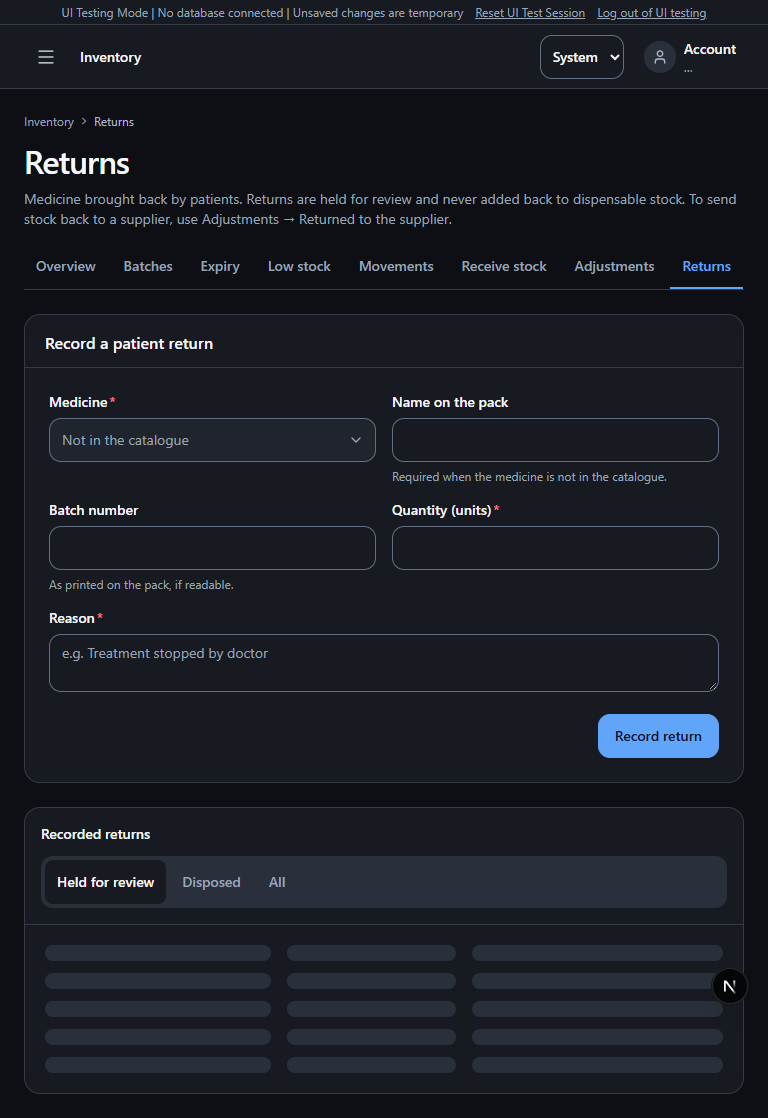 UI Testing Mode | No database connected | Unsaved changes are temporary Reset UI Test Session Log out of UI testing
Inventory System Account
...
Inventory > Returns
Returns
Medicine brought back by patients. Returns are held for review and never added back to dispensable stock. To send
stock back to a supplier, use Adjustments → Returned to the supplier.
Overview Batches Expiry Low stock Movements Receive stock Adjustments Returns
Record a patient return
Medicine* Name on the pack
Not in the catalogue
Required when the medicine is not in the catalogue.
Batch number Quantity (units)*
As printed on the pack, if readable.
Reason*
e.g. Treatment stopped by doctor
Record return
Recorded returns
Held for review Disposed All
N